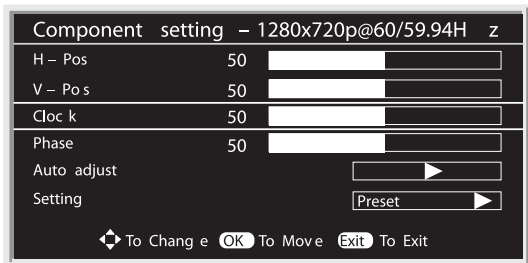 Component setting – 1280x720p@60/59.94H z
H – Pos 50
V – Po s 50
Cloc k 50
Phase 50
Auto adjust
Setting Preset
To Chang e OK To Mov e Exit To Exit